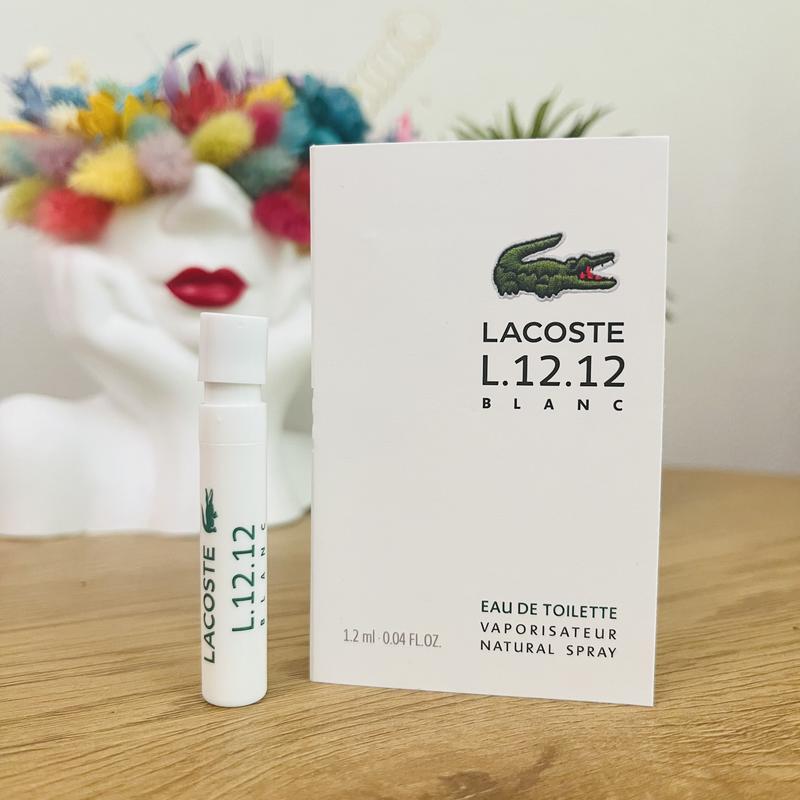 LACOSTE
L.12.12
BLANC
EAU DE TOILETTE
VAPORISATEUR
NATURAL SPRAY
1.2 ml · 0.04 FL.OZ.
LACOSTE
L.12.12
BLANC